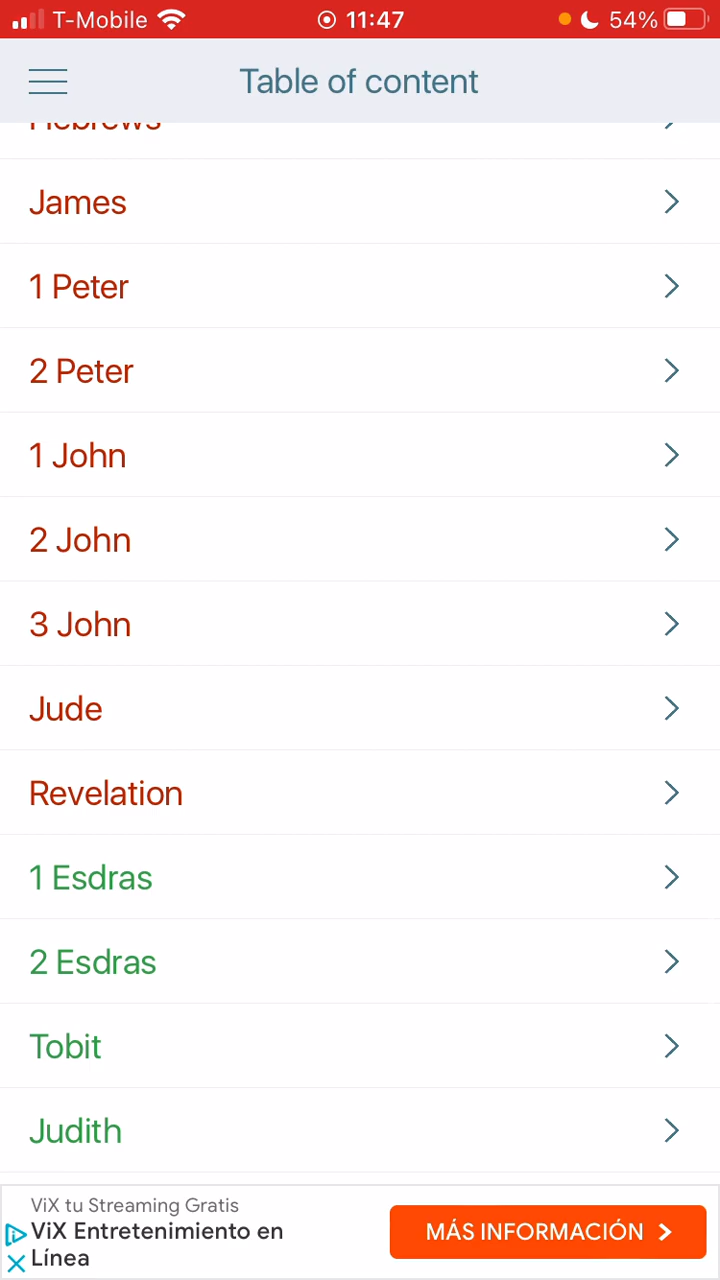 T-Mobile 11:47 54%
Table of content
Hebrews
James
1 Peter
2 Peter
1 John
2 John
3 John
Jude
Revelation
1 Esdras
2 Esdras
Tobit
Judith
ViX tu Streaming Gratis
ViX Entretenimiento en
Línea
MÁS INFORMACIÓN